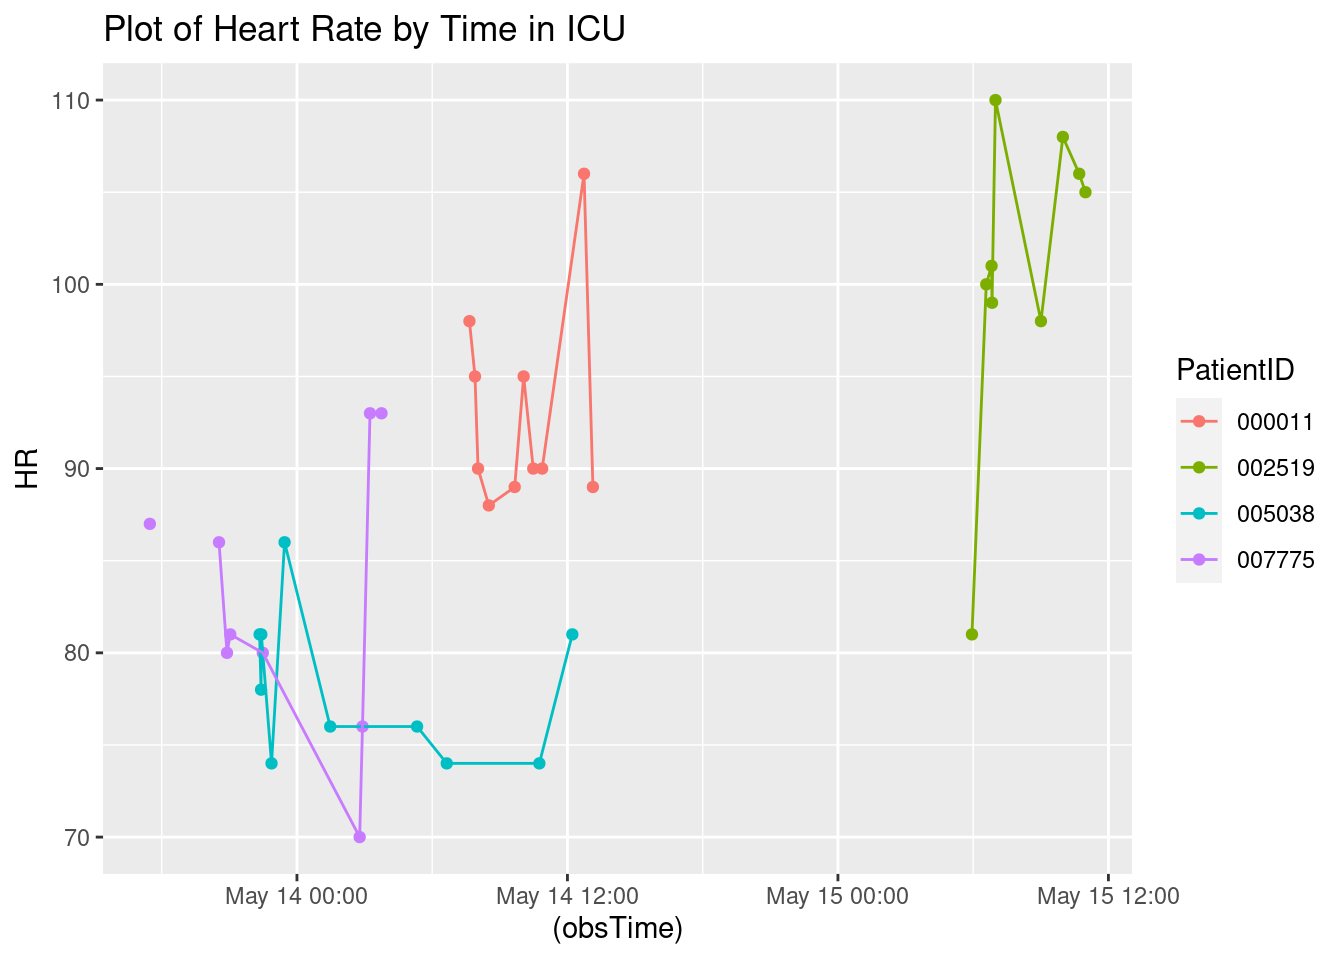 Plot of Heart Rate by Time in ICU
110
100
90
80
70
HR
May 14 00:00
May 14 12:00
May 15 00:00
May 15 12:00
(obsTime)
PatientID
000011
002519
005038
007775